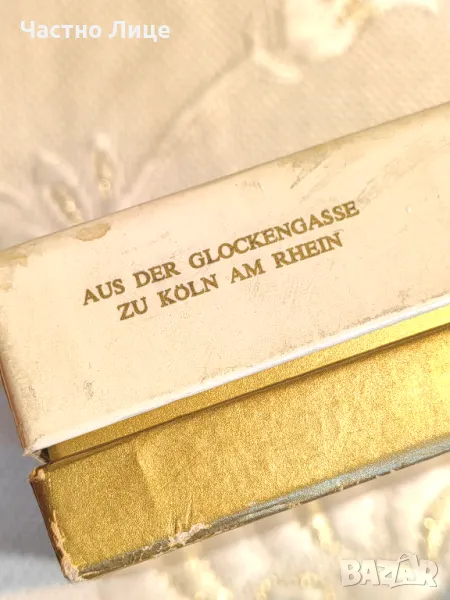 Частно Лице
AUS DER GLOCKENGASSE
ZU KÖLN AM RHEIN
BAZAR